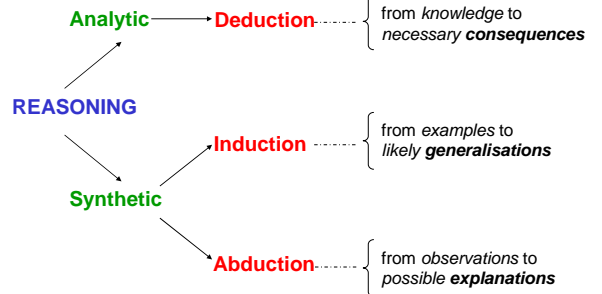 Analytic
Deduction
from knowledge to
necessary consequences
REASONING
Induction
from examples to
likely generalisations
Synthetic
Abduction
from observations to
possible explanations